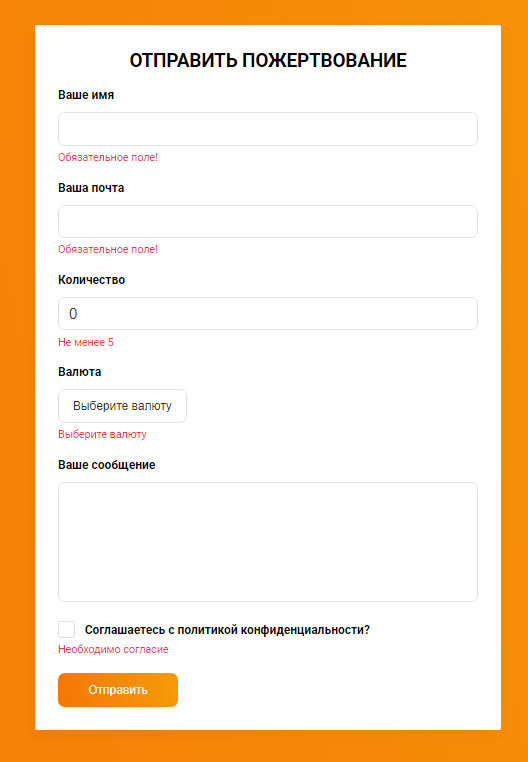 ОТПРАВИТЬ ПОЖЕРТВОВАНИЕ
Ваше имя
Обязательное поле!
Ваша почта
Обязательное поле!
Количество
0
Не менее 5
Валюта
Выберите валюту
Выберите валюту
Ваше сообщение
Соглашаетесь с политикой конфиденциальности?
Необходимо согласие
Отправить